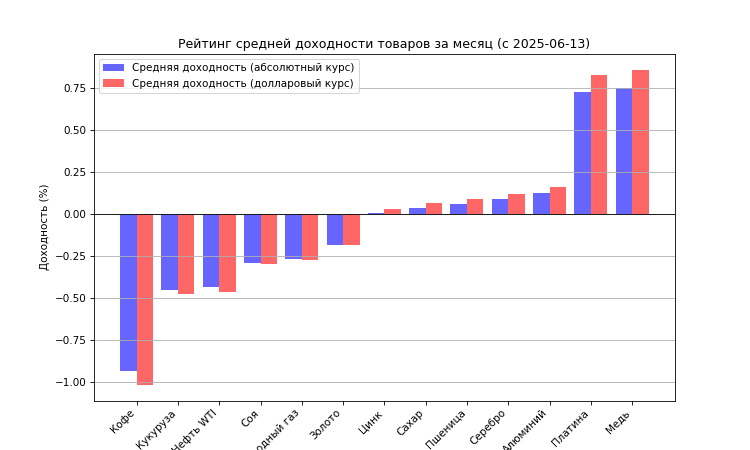 Рейтинг средней доходности товаров за месяц (с 2025-06-13)
Средняя доходность (абсолютный курс)
Средняя доходность (долларовый курс)
Доходность (%)
0.75
0.50
0.25
0.00
−0.25
−0.50
−0.75
−1.00
Кофе
Кукуруза
Нефть WTI
Соя
газ
Золото
Цинк
Сахар
Пшеница
Серебро
Алюминий
Платина
Медь